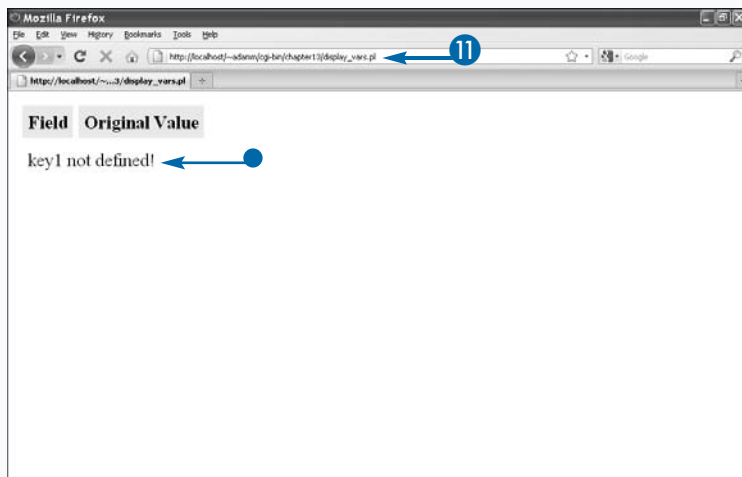 Mozilla Firefox
File Edit View History Bookmarks Tools Help
http://localhost/~adamm/cgi-bin/chapter13/display_vars.pl
11
Google
http://localhost/~...3/display_vars.pl
Field Original Value
key1 not defined!